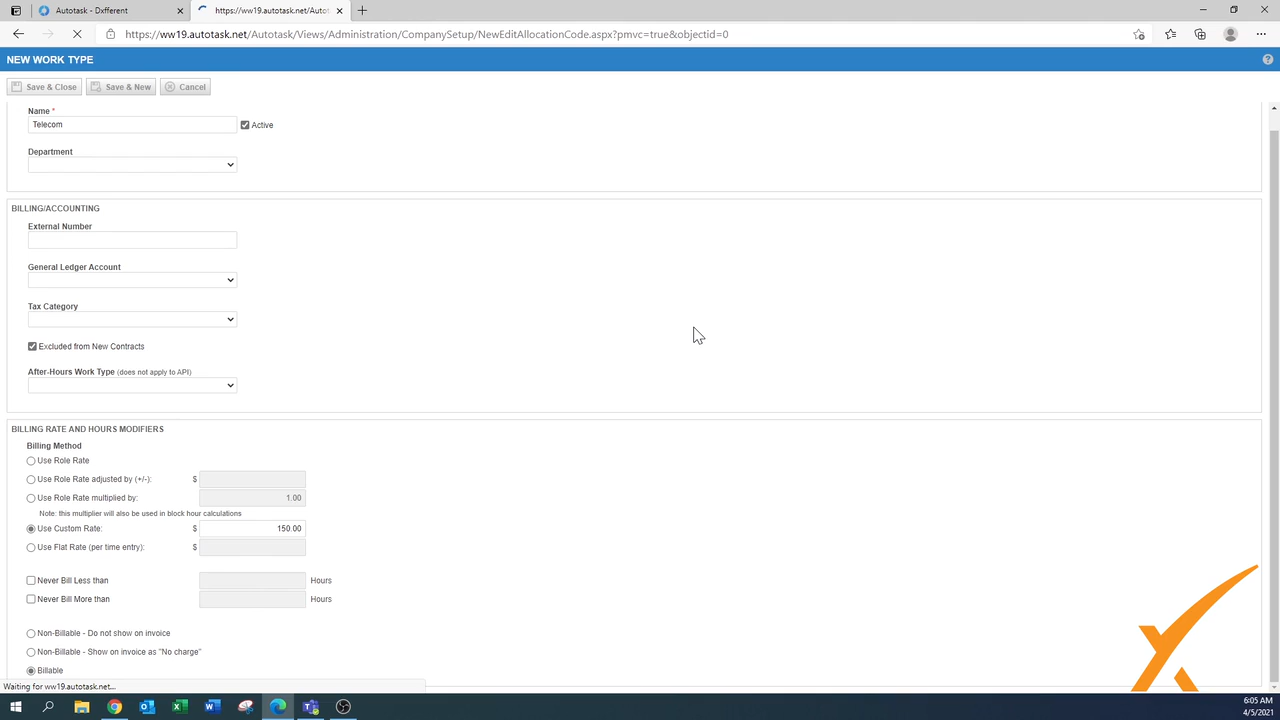 Autotask - Dxfferent
https://ww19.autotask.net/Autot...
https://ww19.autotask.net/Autotask/Views/Administration/CompanySetup/NewEditAllocationCode.aspx?pmvc=true&objectid=0
NEW WORK TYPE
Save & Close
Save & New
Cancel
Name *
Telecom
Active
Department
BILLING/ACCOUNTING
External Number
General Ledger Account
Tax Category
Excluded from New Contracts
After-Hours Work Type (does not apply to API)
BILLING RATE AND HOURS MODIFIERS
Billing Method
Use Role Rate
Use Role Rate adjusted by (+/-): $
Use Role Rate multiplied by: 1.00
Note: this multiplier will also be used in block hour calculations
Use Custom Rate: $ 150.00
Use Flat Rate (per time entry): $
Never Bill Less than Hours
Never Bill More than Hours
Non-Billable - Do not show on invoice
Non-Billable - Show on invoice as "No charge"
Billable
Waiting for ww19.autotask.net...
6:05 AM
4/5/2021